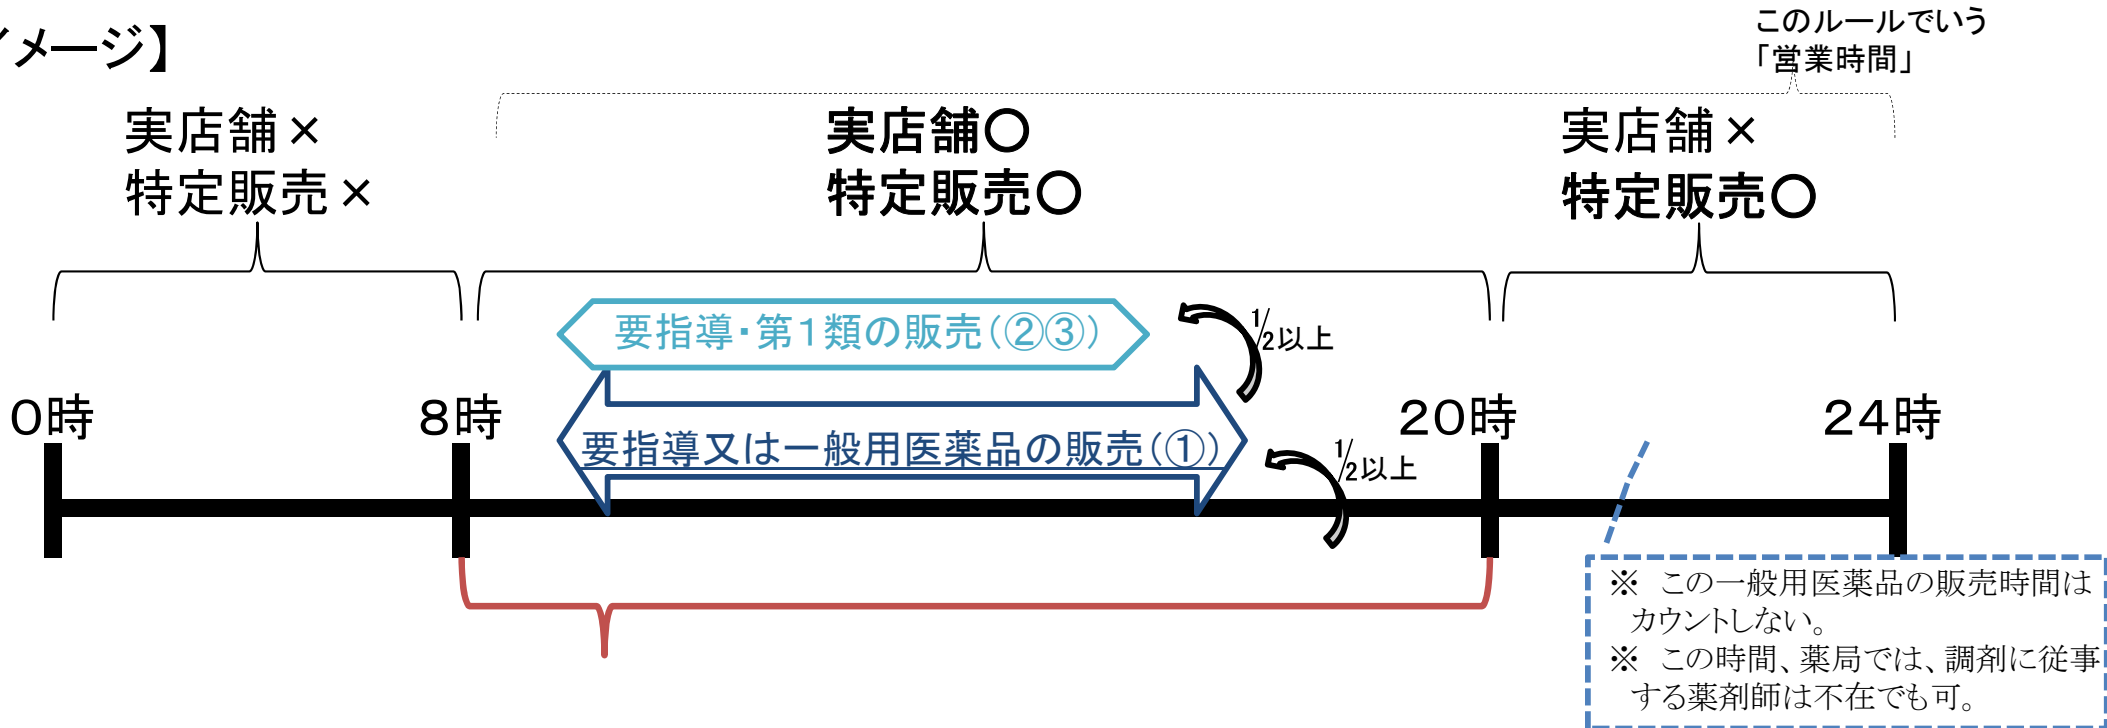 このルールでいう
「営業時間」
メージ】
実店舗×
特定販売×
実店舗〇
特定販売〇
実店舗×
特定販売〇
要指導・第１類の販売（②③）
1/2以上
0時
8時
20時
24時
要指導又は一般用医薬品の販売（①）
1/2以上
※　この一般用医薬品の販売時間は
カウントしない。
※　この時間、薬局では、調剤に従事
する薬剤師は不在でも可。